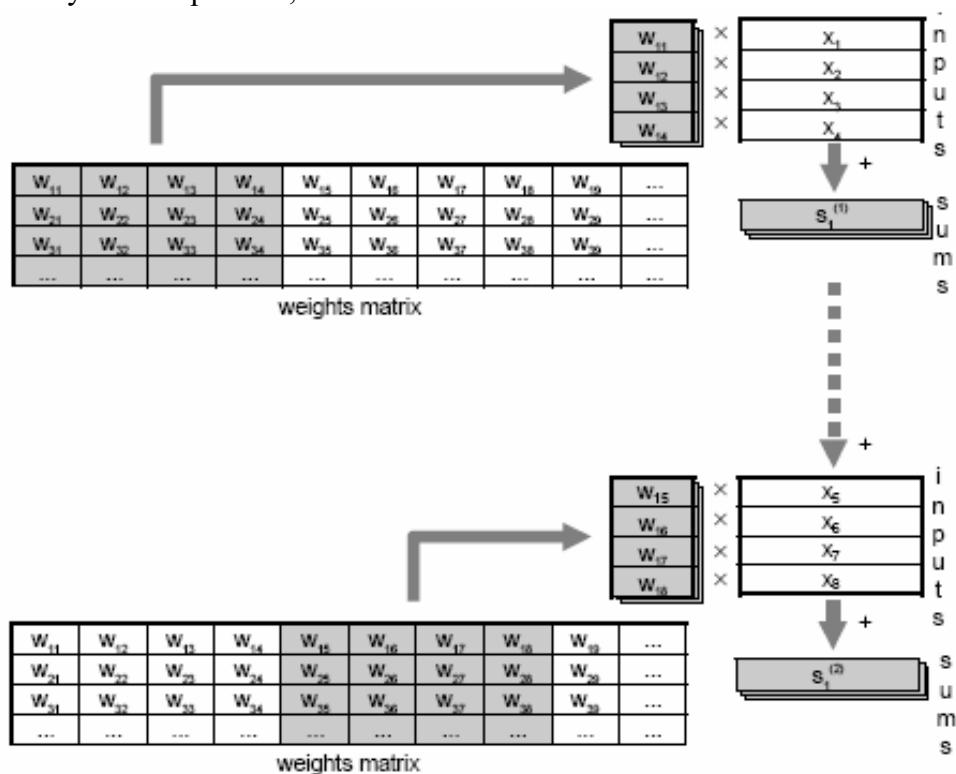 W₁₁ × X₁
W₁₂ × X₂
W₁₃ × X₃
W₁₄ × X₄
inputs
+
W₁₁ W₁₂ W₁₃ W₁₄ W₁₅ W₁₆ W₁₇ W₁₈ W₁₉ ...
W₂₁ W₂₂ W₂₃ W₂₄ W₂₅ W₂₆ W₂₇ W₂₈ W₂₉ ...
W₃₁ W₃₂ W₃₃ W₃₄ W₃₅ W₃₆ W₃₇ W₃₈ W₃₉ ...
... ... ... ... ... ... ... ... ... ...
weights matrix
S₁⁽¹⁾
sums
+
W₁₅ × X₅
W₁₆ × X₆
W₁₇ × X₇
W₁₈ × X₈
inputs
+
W₁₁ W₁₂ W₁₃ W₁₄ W₁₅ W₁₆ W₁₇ W₁₈ W₁₉ ...
W₂₁ W₂₂ W₂₃ W₂₄ W₂₅ W₂₆ W₂₇ W₂₈ W₂₉ ...
W₃₁ W₃₂ W₃₃ W₃₄ W₃₅ W₃₆ W₃₇ W₃₈ W₃₉ ...
... ... ... ... ... ... ... ... ... ...
weights matrix
S₁⁽²⁾
sums